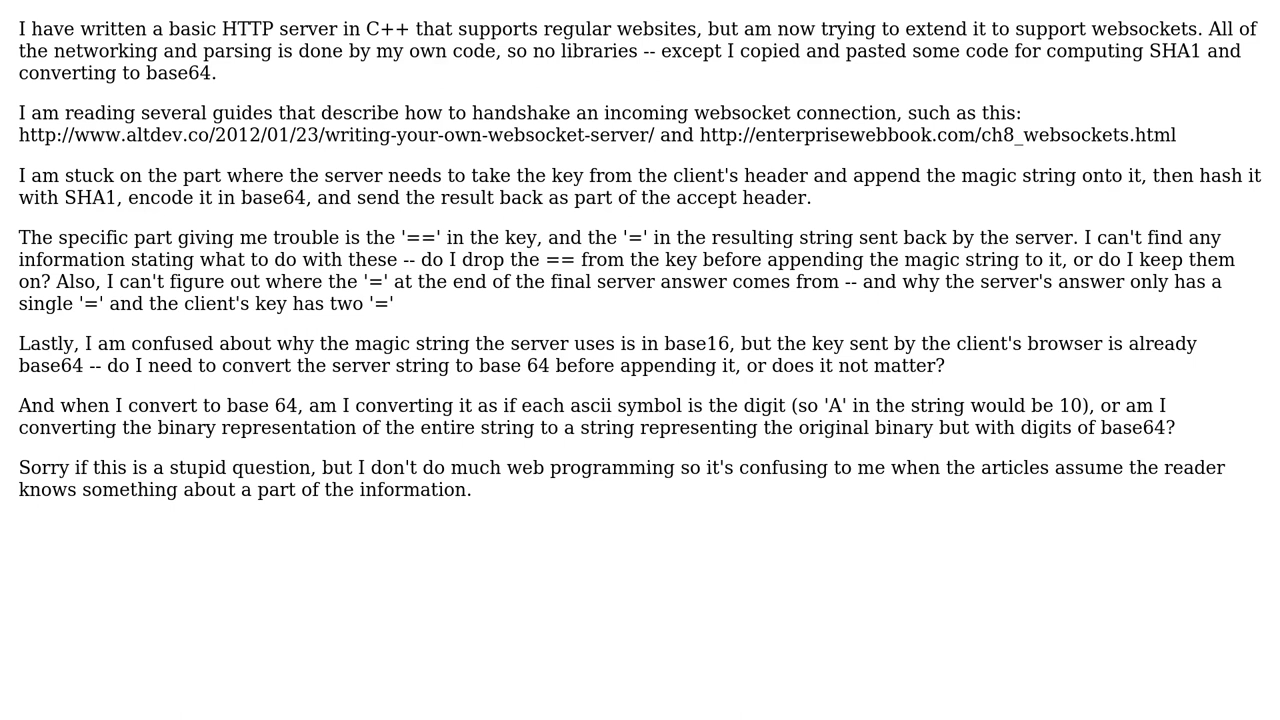 I have written a basic HTTP server in C++ that supports regular websites, but am now trying to extend it to support websockets. All of
the networking and parsing is done by my own code, so no libraries -- except I copied and pasted some code for computing SHA1 and
converting to base64.
I am reading several guides that describe how to handshake an incoming websocket connection, such as this:
http://www.altdev.co/2012/01/23/writing-your-own-websocket-server/ and http://enterprisewebbook.com/ch8_websockets.html
I am stuck on the part where the server needs to take the key from the client's header and append the magic string onto it, then hash it
with SHA1, encode it in base64, and send the result back as part of the accept header.
The specific part giving me trouble is the '==' in the key, and the '=' in the resulting string sent back by the server. I can't find any
information stating what to do with these -- do I drop the == from the key before appending the magic string to it, or do I keep them
on? Also, I can't figure out where the '=' at the end of the final server answer comes from -- and why the server's answer only has a
single '=' and the client's key has two '='
Lastly, I am confused about why the magic string the server uses is in base16, but the key sent by the client's browser is already
base64 -- do I need to convert the server string to base 64 before appending it, or does it not matter?
And when I convert to base 64, am I converting it as if each ascii symbol is the digit (so 'A' in the string would be 10), or am I
converting the binary representation of the entire string to a string representing the original binary but with digits of base64?
Sorry if this is a stupid question, but I don't do much web programming so it's confusing to me when the articles assume the reader
knows something about a part of the information.